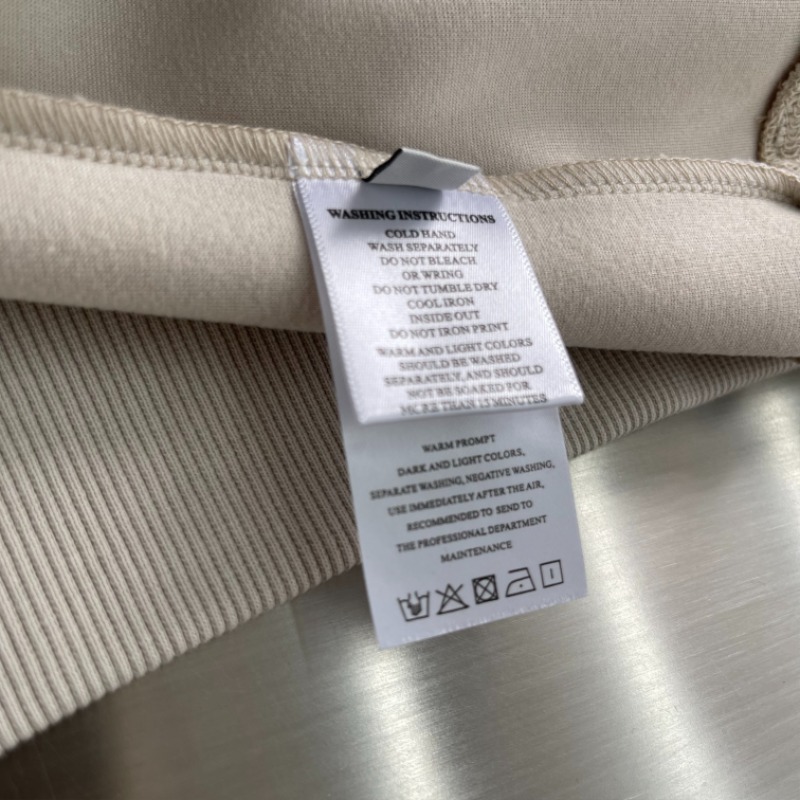 WASHING INSTRUCTIONS
COLD HAND
WASH SEPARATELY
DO NOT BLEACH
OR WRING
DO NOT TUMBLE DRY
COOL IRON
INSIDE OUT
DO NOT IRON PRINT
WARM AND LIGHT COLORS
SHOULD BE WASHED
SEPARATELY, AND SHOULD
NOT BE SOAKED FOR
MORE THAN 15 MINUTES
WARM PROMPT
DARK AND LIGHT COLORS,
SEPARATE WASHING, NEGATIVE WASHING,
USE IMMEDIATELY AFTER THE AIR,
RECOMMENDED TO SEND TO
THE PROFESSIONAL DEPARTMENT
MAINTENANCE